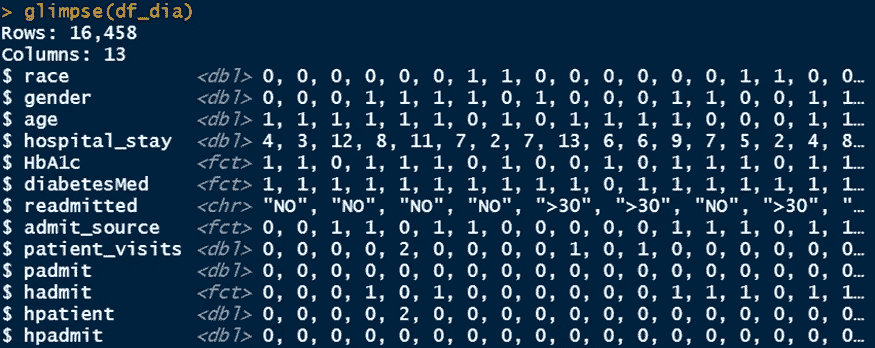 > glimpse(df_dia)
Rows: 16,458
Columns: 13
$ race <dbl> 0, 0, 0, 0, 0, 0, 1, 1, 0, 0, 0, 0, 0, 0, 1, 1, 0, 0…
$ gender <dbl> 0, 0, 0, 1, 1, 1, 1, 0, 1, 0, 0, 0, 1, 1, 0, 0, 1, 1…
$ age <dbl> 1, 1, 1, 1, 1, 1, 0, 1, 0, 1, 1, 1, 1, 0, 0, 0, 1, 1…
$ hospital_stay <dbl> 4, 3, 12, 8, 11, 7, 2, 7, 13, 6, 6, 9, 7, 5, 2, 4, 8…
$ HbA1c <fct> 1, 1, 0, 1, 1, 0, 1, 0, 0, 1, 0, 1, 1, 1, 0, 1, 1…
$ diabetesMed <fct> 1, 1, 1, 1, 1, 1, 1, 1, 1, 1, 0, 1, 1, 1, 1, 1, 1, 1…
$ readmitted <chr> "NO", "NO", "NO", "NO", ">30", ">30", "NO", ">30", "…
$ admit_source <fct> 0, 0, 1, 1, 0, 1, 1, 0, 0, 0, 0, 0, 1, 1, 1, 0, 1, 1…
$ patient_visits <dbl> 0, 0, 0, 0, 2, 0, 0, 0, 0, 1, 0, 1, 0, 0, 0, 0, 0, 0…
$ padmit <dbl> 0, 0, 0, 0, 0, 0, 0, 0, 0, 0, 0, 0, 0, 0, 0, 0, 0, 0…
$ hadmit <fct> 0, 0, 0, 1, 0, 1, 0, 0, 0, 0, 0, 0, 1, 1, 1, 0, 1, 1…
$ hpatient <dbl> 0, 0, 0, 0, 2, 0, 0, 0, 0, 0, 0, 1, 0, 0, 0, 0, 0, 0…
$ hpadmit <dbl> 0, 0, 0, 0, 0, 0, 0, 0, 0, 0, 0, 0, 0, 0, 0, 0, 0, 0…